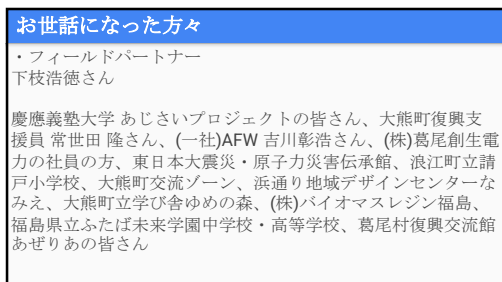 お世話になった方々
・フィールドパートナー
下枝浩徳さん
慶應義塾大学 あじさいプロジェクトの皆さん、大熊町復興支
援員 常世田 隆さん、(一社)AFW 吉川彰浩さん、(株)葛尾創生電
力の社員の方、東日本大震災・原子力災害伝承館、浪江町立請
戸小学校、大熊町交流ゾーン、浜通り地域デザインセンターな
みえ、大熊町立学び舎ゆめの森、(株)バイオマスレジン福島、
福島県立ふたば未来学園中学校・高等学校、葛尾村復興交流館
あぜりあの皆さん